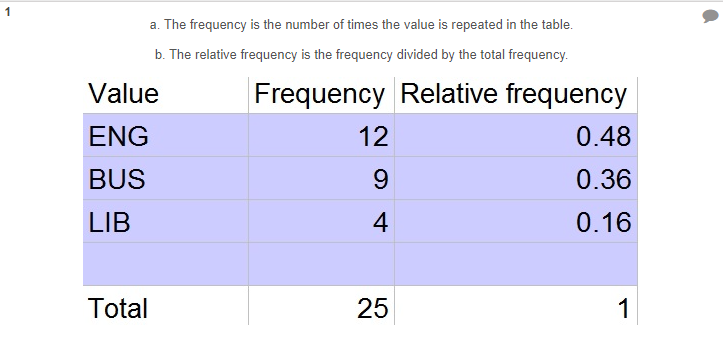 1
a. The frequency is the number of times the value is repeated in the table.
b. The relative frequency is the frequency divided by the total frequency.
Value Frequency Relative frequency
ENG 12 0.48
BUS 9 0.36
LIB 4 0.16
Total 25 1